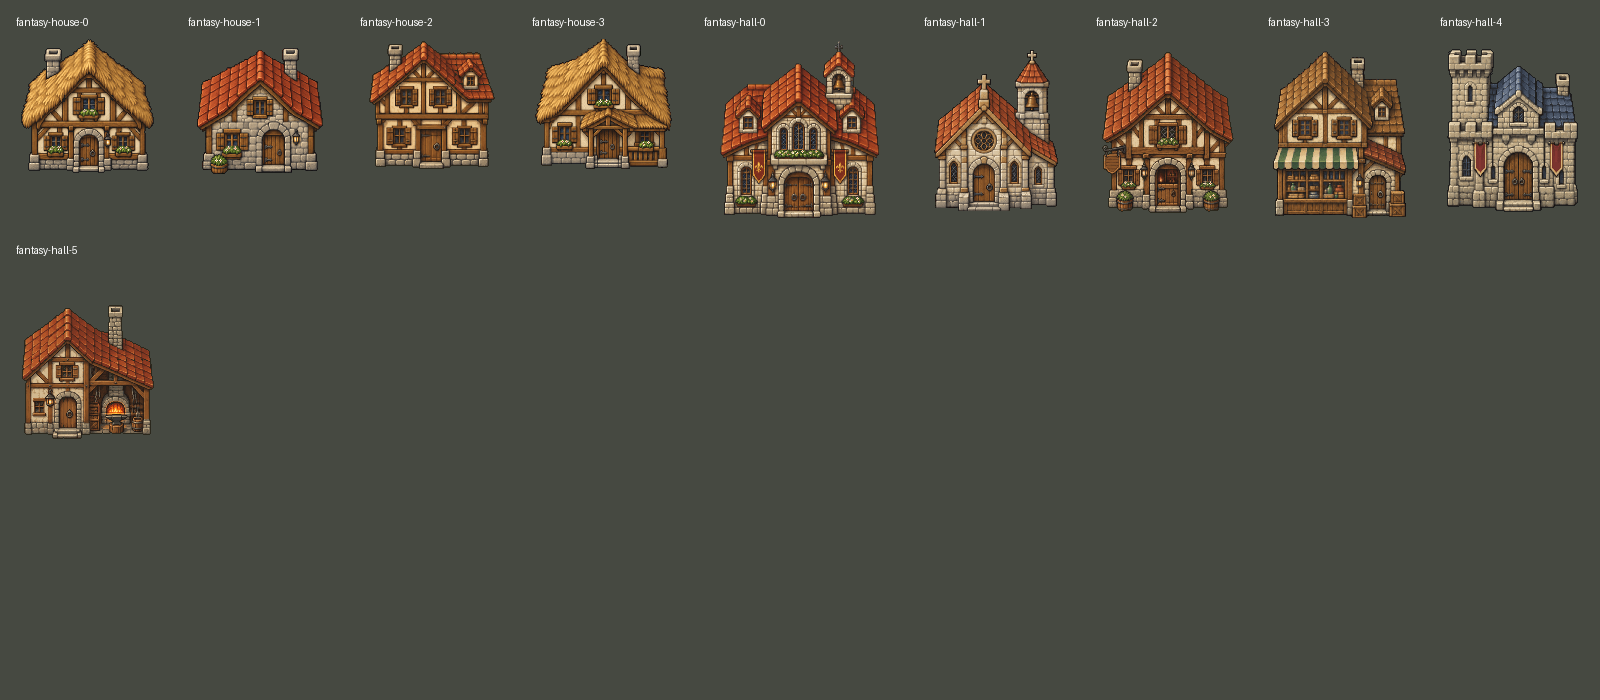 fantasy-house-0
fantasy-house-1
fantasy-house-2
fantasy-house-3
fantasy-hall-0
fantasy-hall-1
fantasy-hall-2
fantasy-hall-3
fantasy-hall-4
fantasy-hall-5